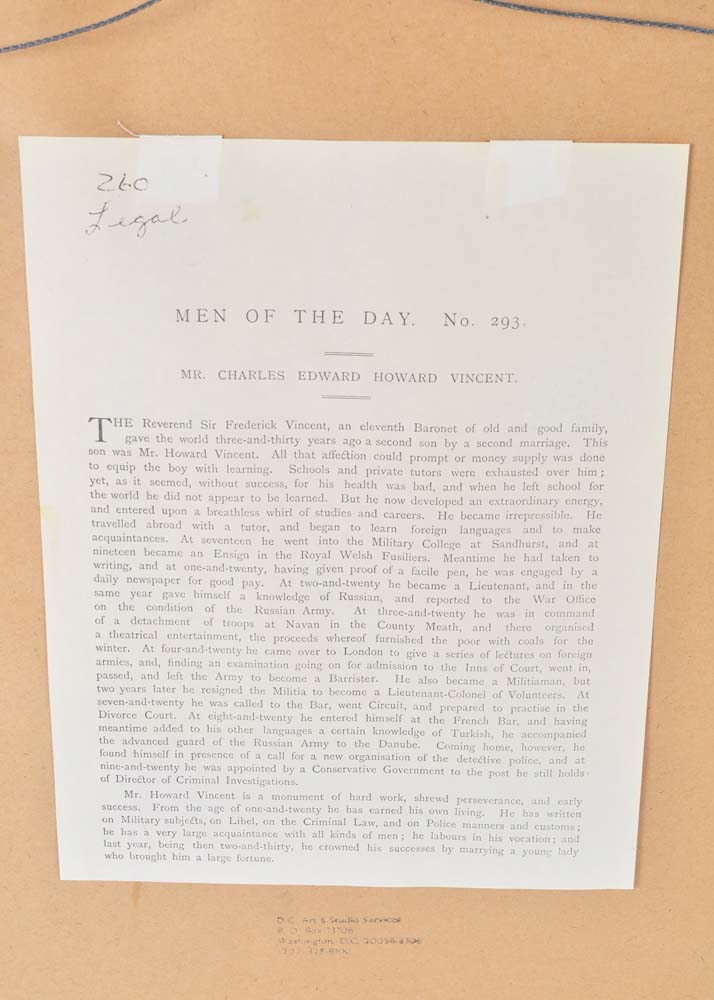 260
Legal
MEN OF THE DAY. No. 293.
MR. CHARLES EDWARD HOWARD VINCENT.
THE Reverend Sir Frederick Vincent, an eleventh Baronet of old and good family,
gave the world three-and-thirty years ago a second son by a second marriage. This
son was Mr. Howard Vincent. All that affection could prompt or money supply was done
to equip the boy with learning. Schools and private tutors were exhausted over him;
yet, as it seemed, without success, for his health was bad, and when he left school for
the world he did not appear to be learned. But he now developed an extraordinary energy,
and entered upon a breathless whirl of studies and careers. He became irrepressible. He
travelled abroad with a tutor, and began to learn foreign languages and to make
acquaintances. At seventeen he went into the Military College at Sandhurst, and at
nineteen became an Ensign in the Royal Welsh Fusiliers. Meantime he had taken to
writing, and at one-and-twenty, having given proof of a facile pen, he was engaged by a
daily newspaper for good pay. At two-and-twenty he became a Lieutenant, and in the
same year gave himself a knowledge of Russian, and reported to the War Office
on the condition of the Russian Army. At three-and-twenty he was in command
of a detachment of troops at Navan in the County Meath, and there organised
a theatrical entertainment, the proceeds whereof furnished the poor with coals for the
winter. At four-and-twenty he came over to London to give a series of lectures on foreign
armies, and, finding an examination going on for admission to the Inns of Court, went in,
passed, and left the Army to become a Barrister. He also became a Militiaman, but
two years later he resigned the Militia to become a Lieutenant-Colonel of Volunteers. At
seven-and-twenty he was called to the Bar, went Circuit, and prepared to practise in the
Divorce Court. At eight-and-twenty he entered himself at the French Bar, and having
meantime added to his other languages a certain knowledge of Turkish, he accompanied
the advanced guard of the Russian Army to the Danube. Coming home, however, he
found himself in presence of a call for a new organisation of the detective police, and at
nine-and-twenty he was appointed by a Conservative Government to the post he still holds
of Director of Criminal Investigations.
Mr. Howard Vincent is a monument of hard work, shrewd perseverance, and early
success. From the age of one-and-twenty he has earned his own living. He has written
on Military subjects, on Libel, on the Criminal Law, and on Police manners and customs;
he has a very large acquaintance with all kinds of men; he labours in his vocation; and
last year, being then two-and-thirty, he crowned his successes by marrying a young lady
who brought him a large fortune.
D.C. Art & Studio Services
P. O. Box
Washington, D.C.